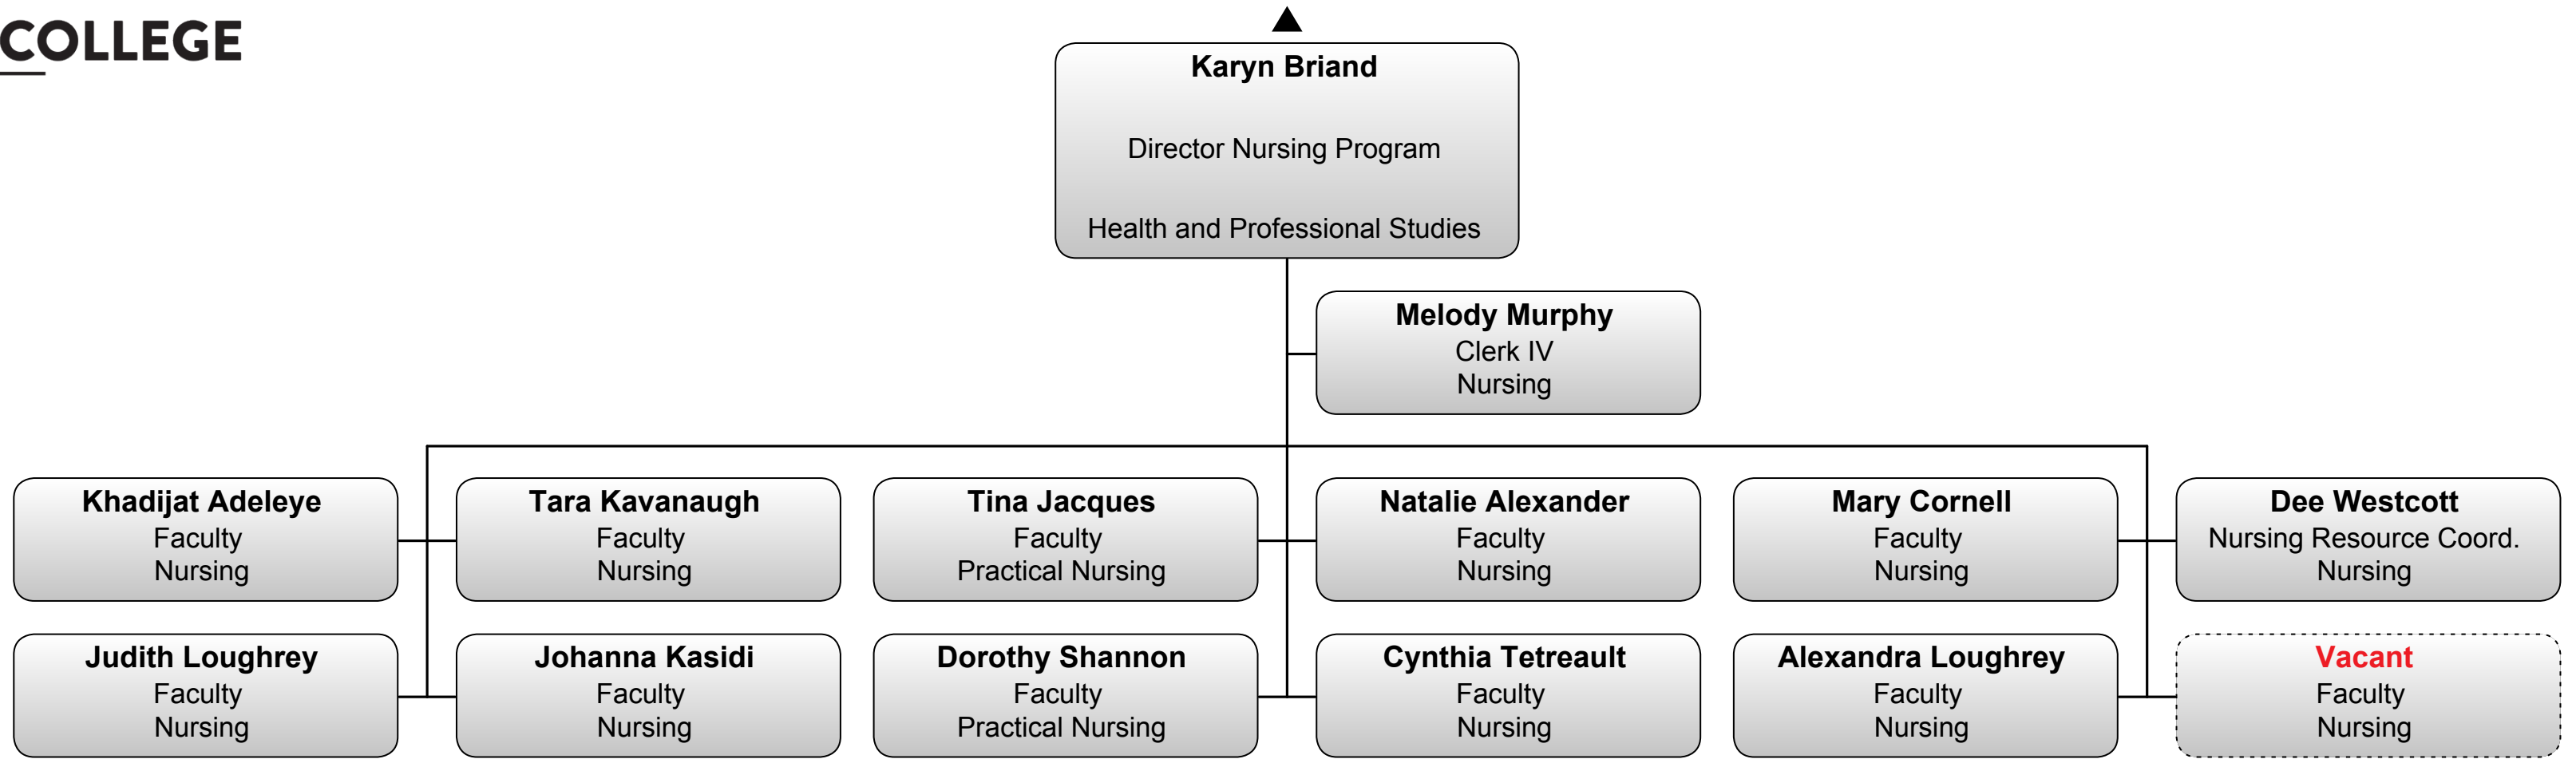 COLLEGE
Karyn Briand
Director Nursing Program
Health and Professional Studies
Melody Murphy
Clerk IV
Nursing
Khadijat Adeleye
Faculty
Nursing
Tara Kavanaugh
Faculty
Nursing
Tina Jacques
Faculty
Practical Nursing
Natalie Alexander
Faculty
Nursing
Mary Cornell
Faculty
Nursing
Dee Westcott
Nursing Resource Coord.
Nursing
Judith Loughrey
Faculty
Nursing
Johanna Kasidi
Faculty
Nursing
Dorothy Shannon
Faculty
Practical Nursing
Cynthia Tetreault
Faculty
Nursing
Alexandra Loughrey
Faculty
Nursing
Vacant
Faculty
Nursing